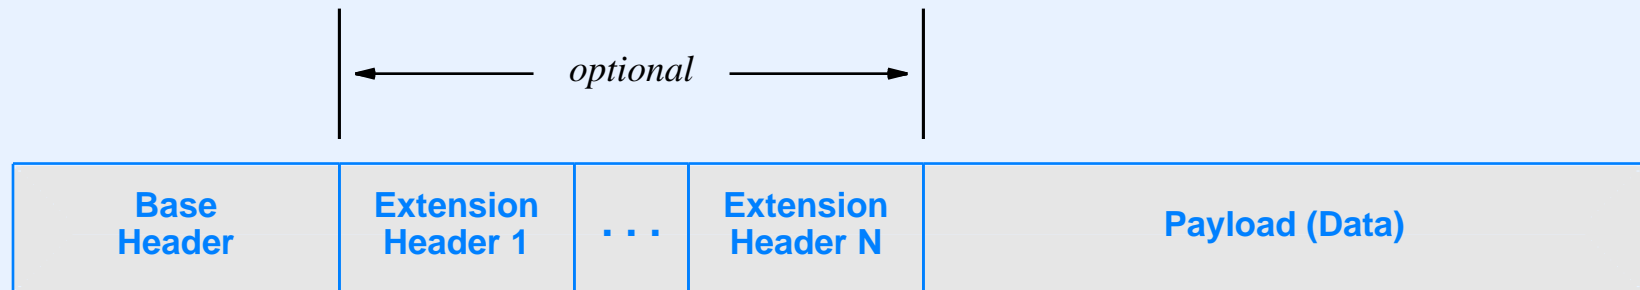 optional
Base
Header
Extension
Header 1
. . .
Extension
Header N
Payload (Data)